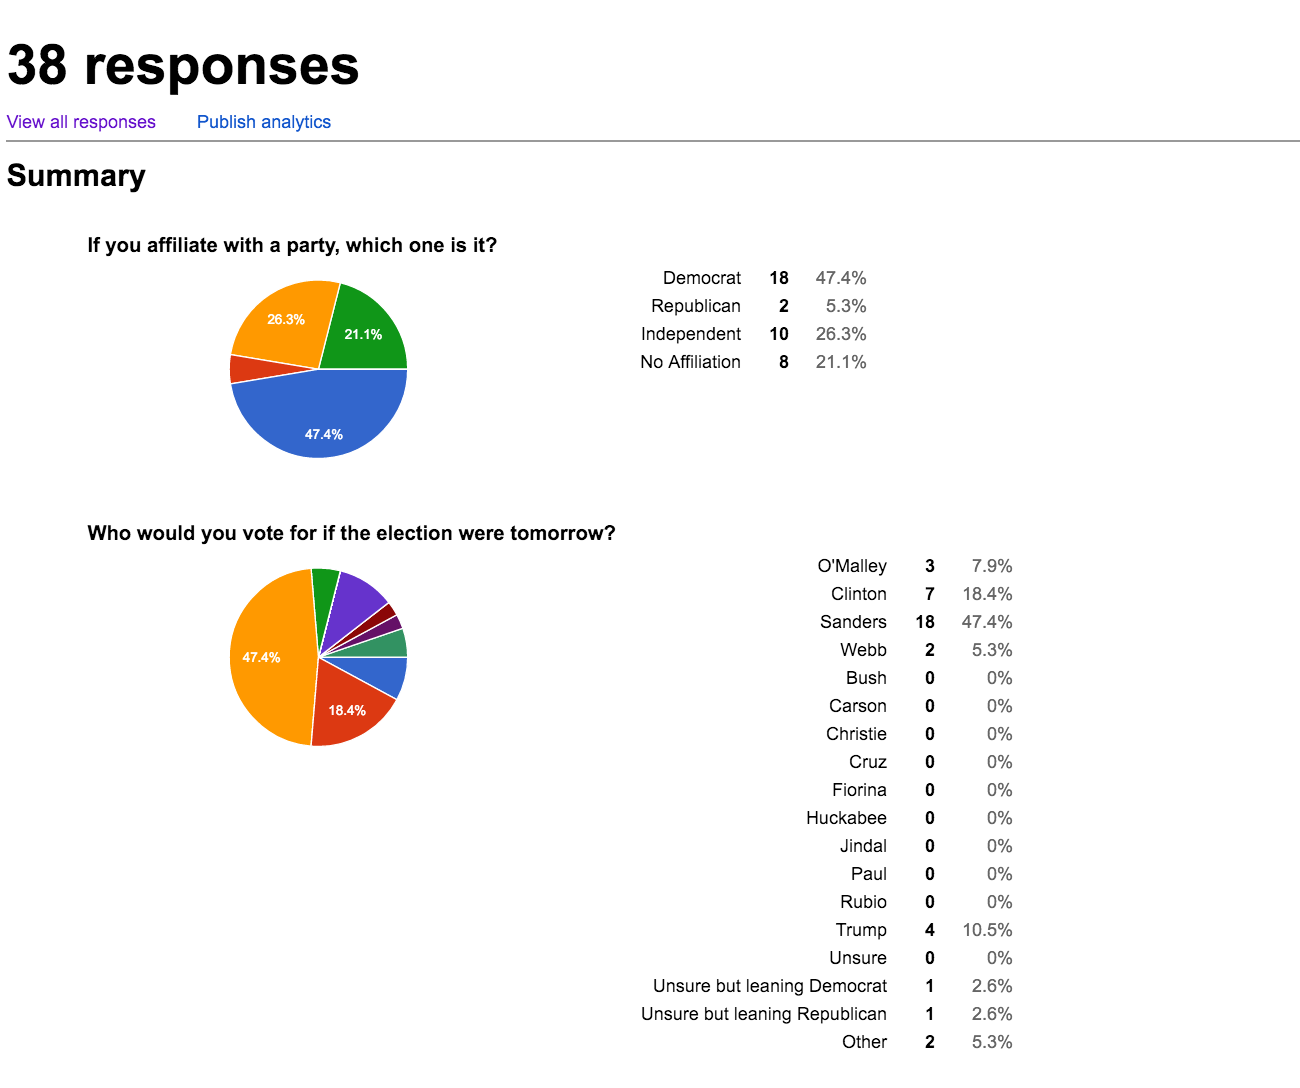 38 responses
View all responses Publish analytics
Summary
If you affiliate with a party, which one is it?
26.3%
21.1%
47.4%
Democrat 18 47.4%
Republican 2 5.3%
Independent 10 26.3%
No Affiliation 8 21.1%
Who would you vote for if the election were tomorrow?
47.4%
18.4%
O'Malley 3 7.9%
Clinton 7 18.4%
Sanders 18 47.4%
Webb 2 5.3%
Bush 0 0%
Carson 0 0%
Christie 0 0%
Cruz 0 0%
Fiorina 0 0%
Huckabee 0 0%
Jindal 0 0%
Paul 0 0%
Rubio 0 0%
Trump 4 10.5%
Unsure 0 0%
Unsure but leaning Democrat 1 2.6%
Unsure but leaning Republican 1 2.6%
Other 2 5.3%